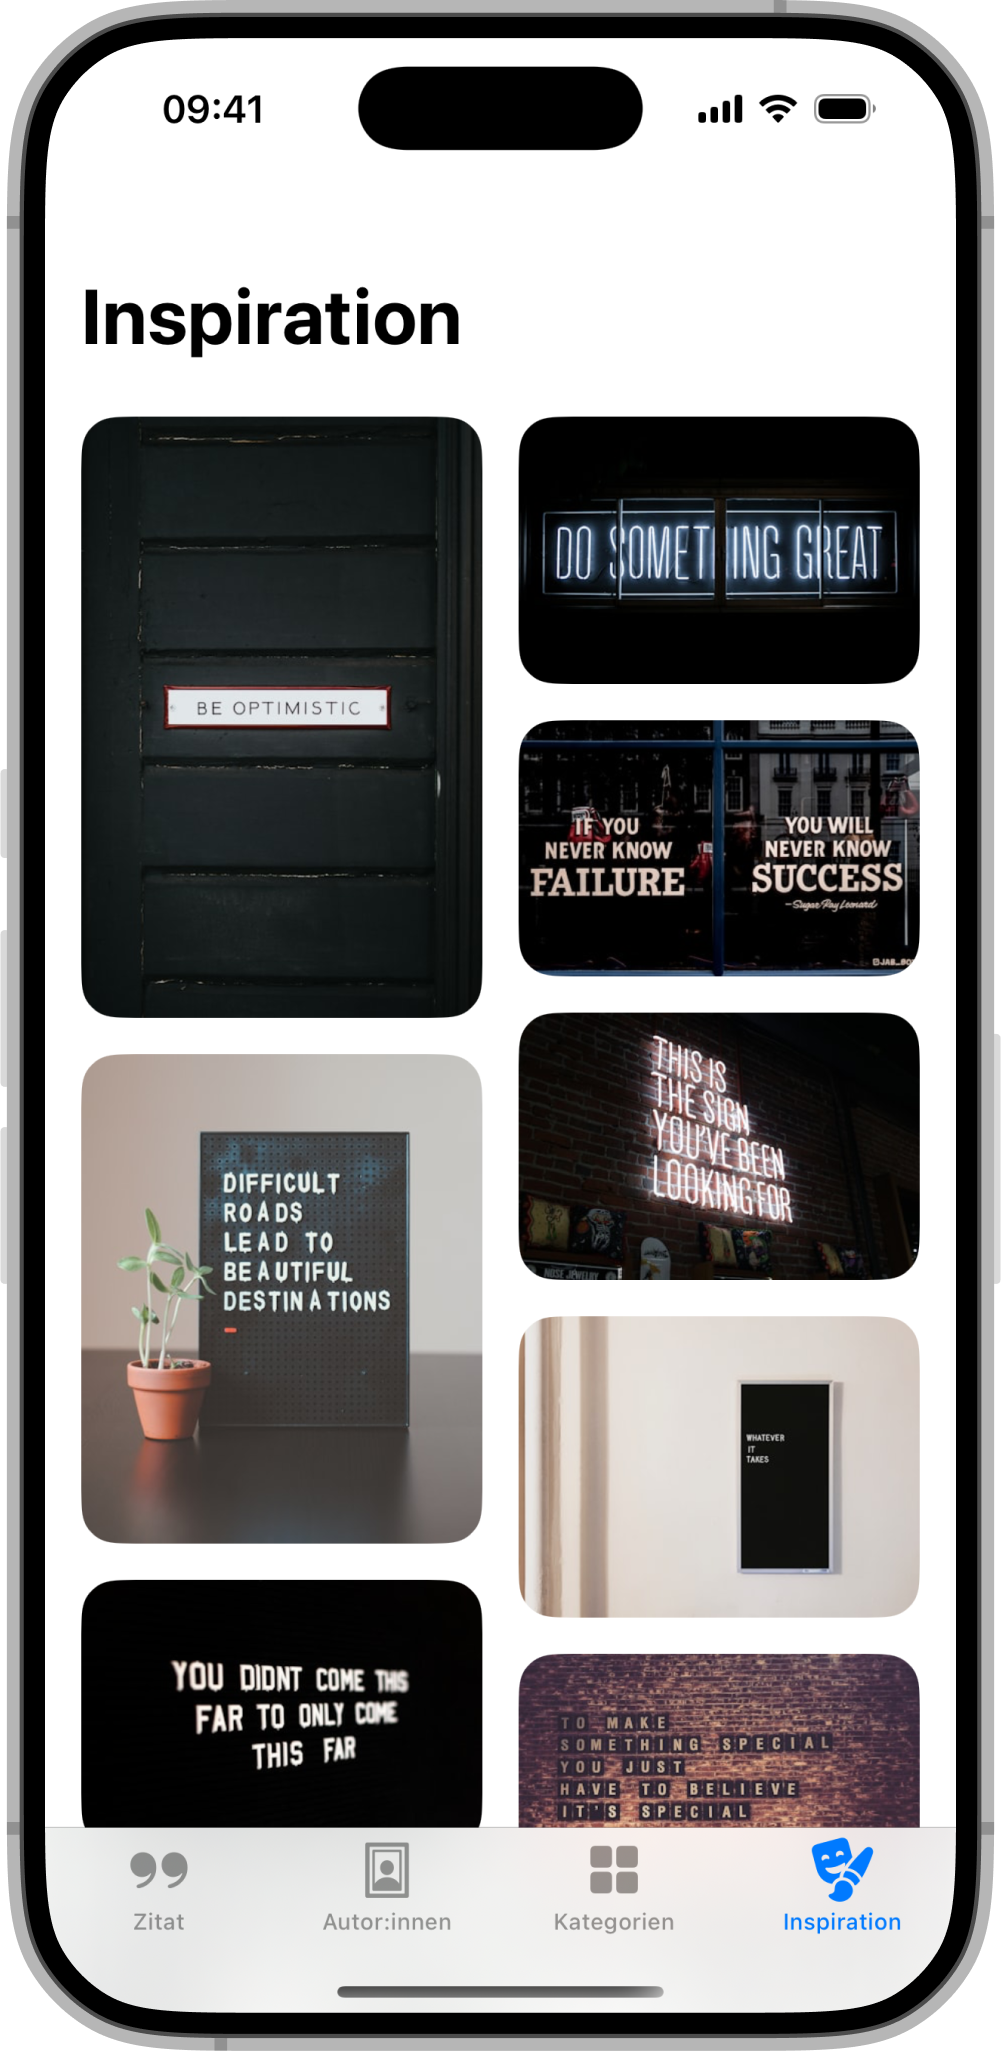 09:41
Inspiration
BE OPTIMISTIC
DO SOMETHING GREAT
IF YOU
NEVER KNOW
FAILURE
YOU WILL
NEVER KNOW
SUCCESS
-Sugar Ray Leonard
THIS IS
THE SIGN
YOU'VE BEEN
LOOKING FOR
NOISE JEWELRY
DIFFICULT
ROADS
LEAD TO
BEAUTIFUL
DESTINATIONS
WHATEVER
IT
TAKES
YOU DIDNT COME THIS
FAR TO ONLY COME
THIS FAR
TO MAKE
SOMETHING SPECIAL
YOU JUST
HAVE TO BELIEVE
IT'S SPECIAL
Zitat
Autor:innen
Kategorien
Inspiration